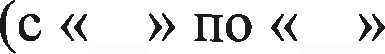 (с «    » по «    »